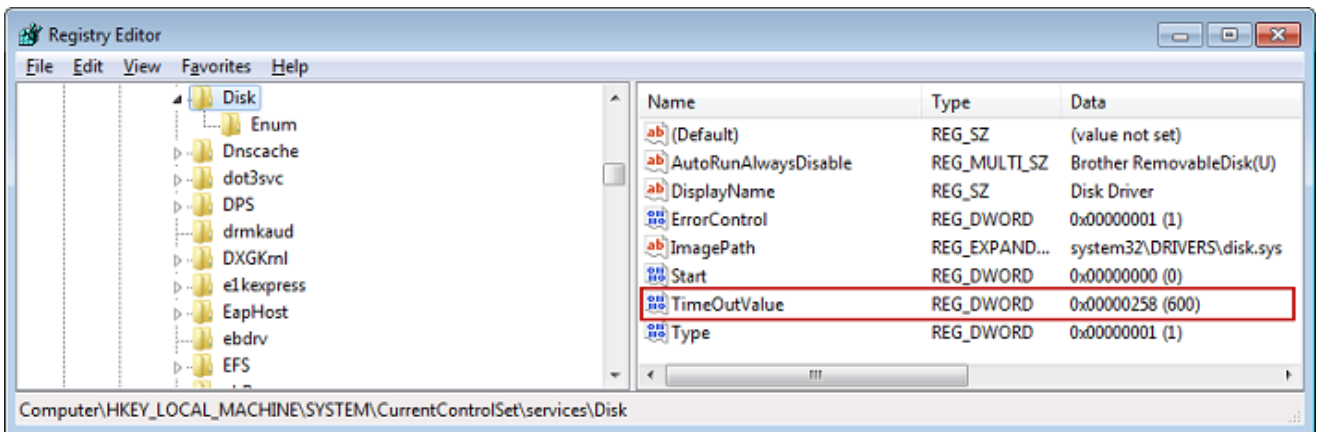 Registry Editor
File Edit View Favorites Help
Disk
Enum
Dnscache
dot3svc
DPS
drmkaud
DXGKrnl
e1kexpress
EapHost
ebdrv
EFS
Name Type Data
(Default) REG_SZ (value not set)
AutoRunAlwaysDisable REG_MULTI_SZ Brother RemovableDisk(U)
DisplayName REG_SZ Disk Driver
ErrorControl REG_DWORD 0x00000001 (1)
ImagePath REG_EXPAND... system32\DRIVERS\disk.sys
Start REG_DWORD 0x00000000 (0)
TimeOutValue REG_DWORD 0x00000258 (600)
Type REG_DWORD 0x00000001 (1)
Computer\HKEY_LOCAL_MACHINE\SYSTEM\CurrentControlSet\services\Disk